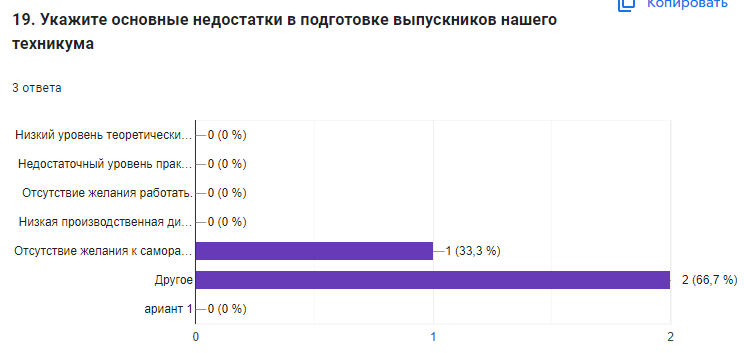 Копировать
19. Укажите основные недостатки в подготовке выпускников нашего
техникума
3 ответа
Низкий уровень теоретически… 0 (0 %)
Недостаточный уровень прак… 0 (0 %)
Отсутствие желания работать. 0 (0 %)
Низкая производственная ди… 0 (0 %)
Отсутствие желания к самора… 1 (33,3 %)
Другое 2 (66,7 %)
ариант 1 0 (0 %)
0 1 2